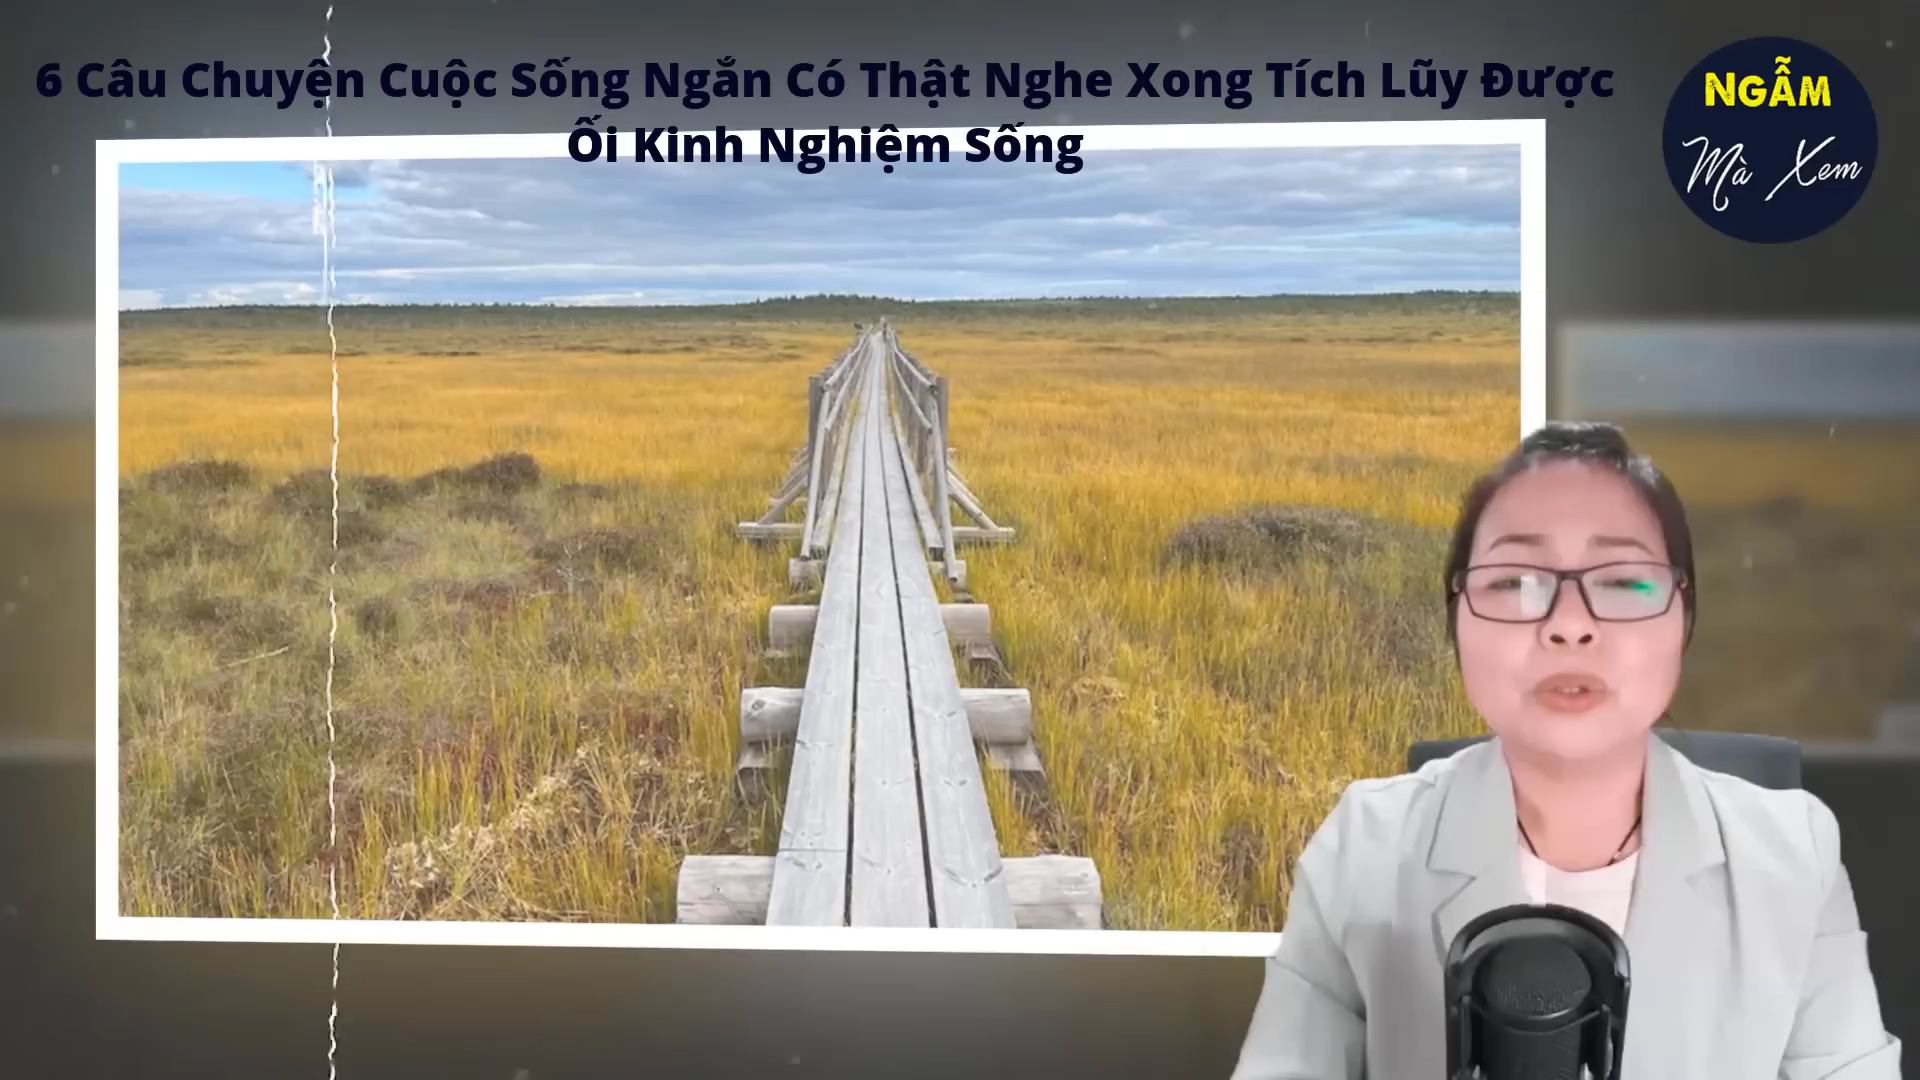 6 Câu Chuyện Cuộc Sống Ngắn Có Thật Nghe Xong Tích Lũy Được
Ối Kinh Nghiệm Sống
NGẪM
Mà Xem